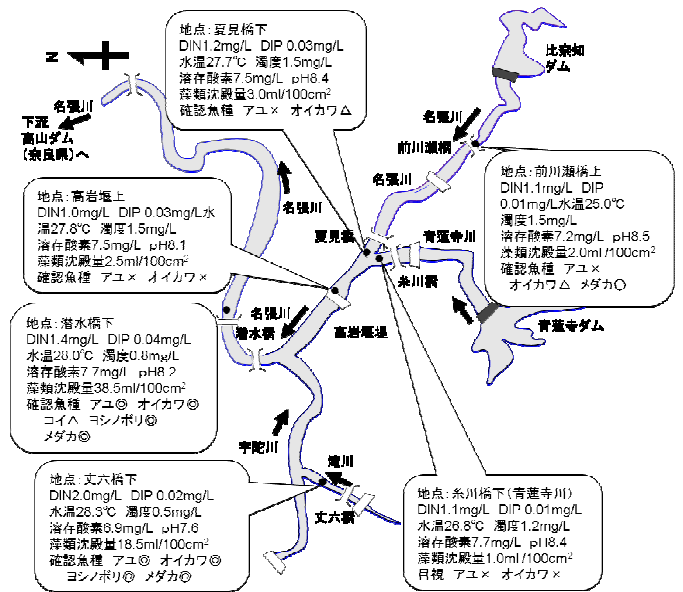 地点：夏見橋下
DIN1.2mg/L DIP 0.03mg/L
水温27.7℃ 濁度1.5mg/L
溶存酸素7.5mg/L pH8.4
藻類沈殿量3.0ml/100cm²
確認魚種 アユ× オイカワ△
N
名張川
下流
高山ダム
(奈良県)へ
比奈知
ダム
名張川
前川瀬橋
名張川
地点：前川瀬橋上
DIN1.1mg/L DIP
0.01mg/L水温25.0℃
濁度1.5mg/L
溶存酸素7.2mg/L pH8.5
藻類沈殿量2.0ml/100cm²
確認魚種 アユ×
オイカワ△ メダカ○
地点：高岩堰上
DIN1.0mg/L DIP 0.03mg/L水
温27.8℃ 濁度1.5mg/L
溶存酸素7.5mg/L pH8.1
藻類沈殿量2.5ml/100cm²
確認魚種 アユ× オイカワ×
名張川
夏見橋
青蓮寺川
糸川橋
青蓮寺ダム
名張川
潜水橋
高岩堰堤
地点：潜水橋下
DIN1.4mg/L DIP 0.04mg/L
水温28.0℃ 濁度0.8mg/L
溶存酸素7.7mg/L pH8.2
藻類沈殿量38.5ml/100cm²
確認魚種 アユ◎ オイカワ◎
コイ△ ヨシノボリ◎
メダカ◎
宇陀川
滝川
丈六橋
地点：丈六橋下
DIN2.0mg/L DIP 0.02mg/L
水温28.3℃ 濁度0.5mg/L
溶存酸素6.9mg/L pH7.6
藻類沈殿量18.5ml/100cm²
確認魚種 アユ◎ オイカワ◎
ヨシノボリ◎ メダカ◎
地点：糸川橋下(青蓮寺川)
DIN1.1mg/L DIP 0.01mg/L
水温26.8℃ 濁度1.2mg/L
溶存酸素7.7mg/L pH8.4
藻類沈殿量1.0ml/100cm²
目視 アユ× オイカワ×